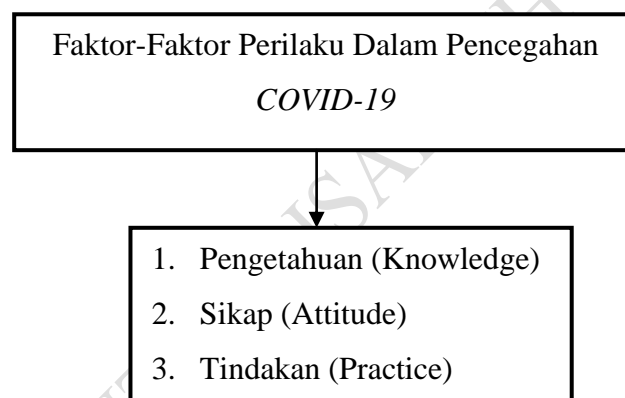 Faktor-Faktor Perilaku Dalam Pencegahan
COVID-19
1. Pengetahuan (Knowledge)
2. Sikap (Attitude)
3. Tindakan (Practice)